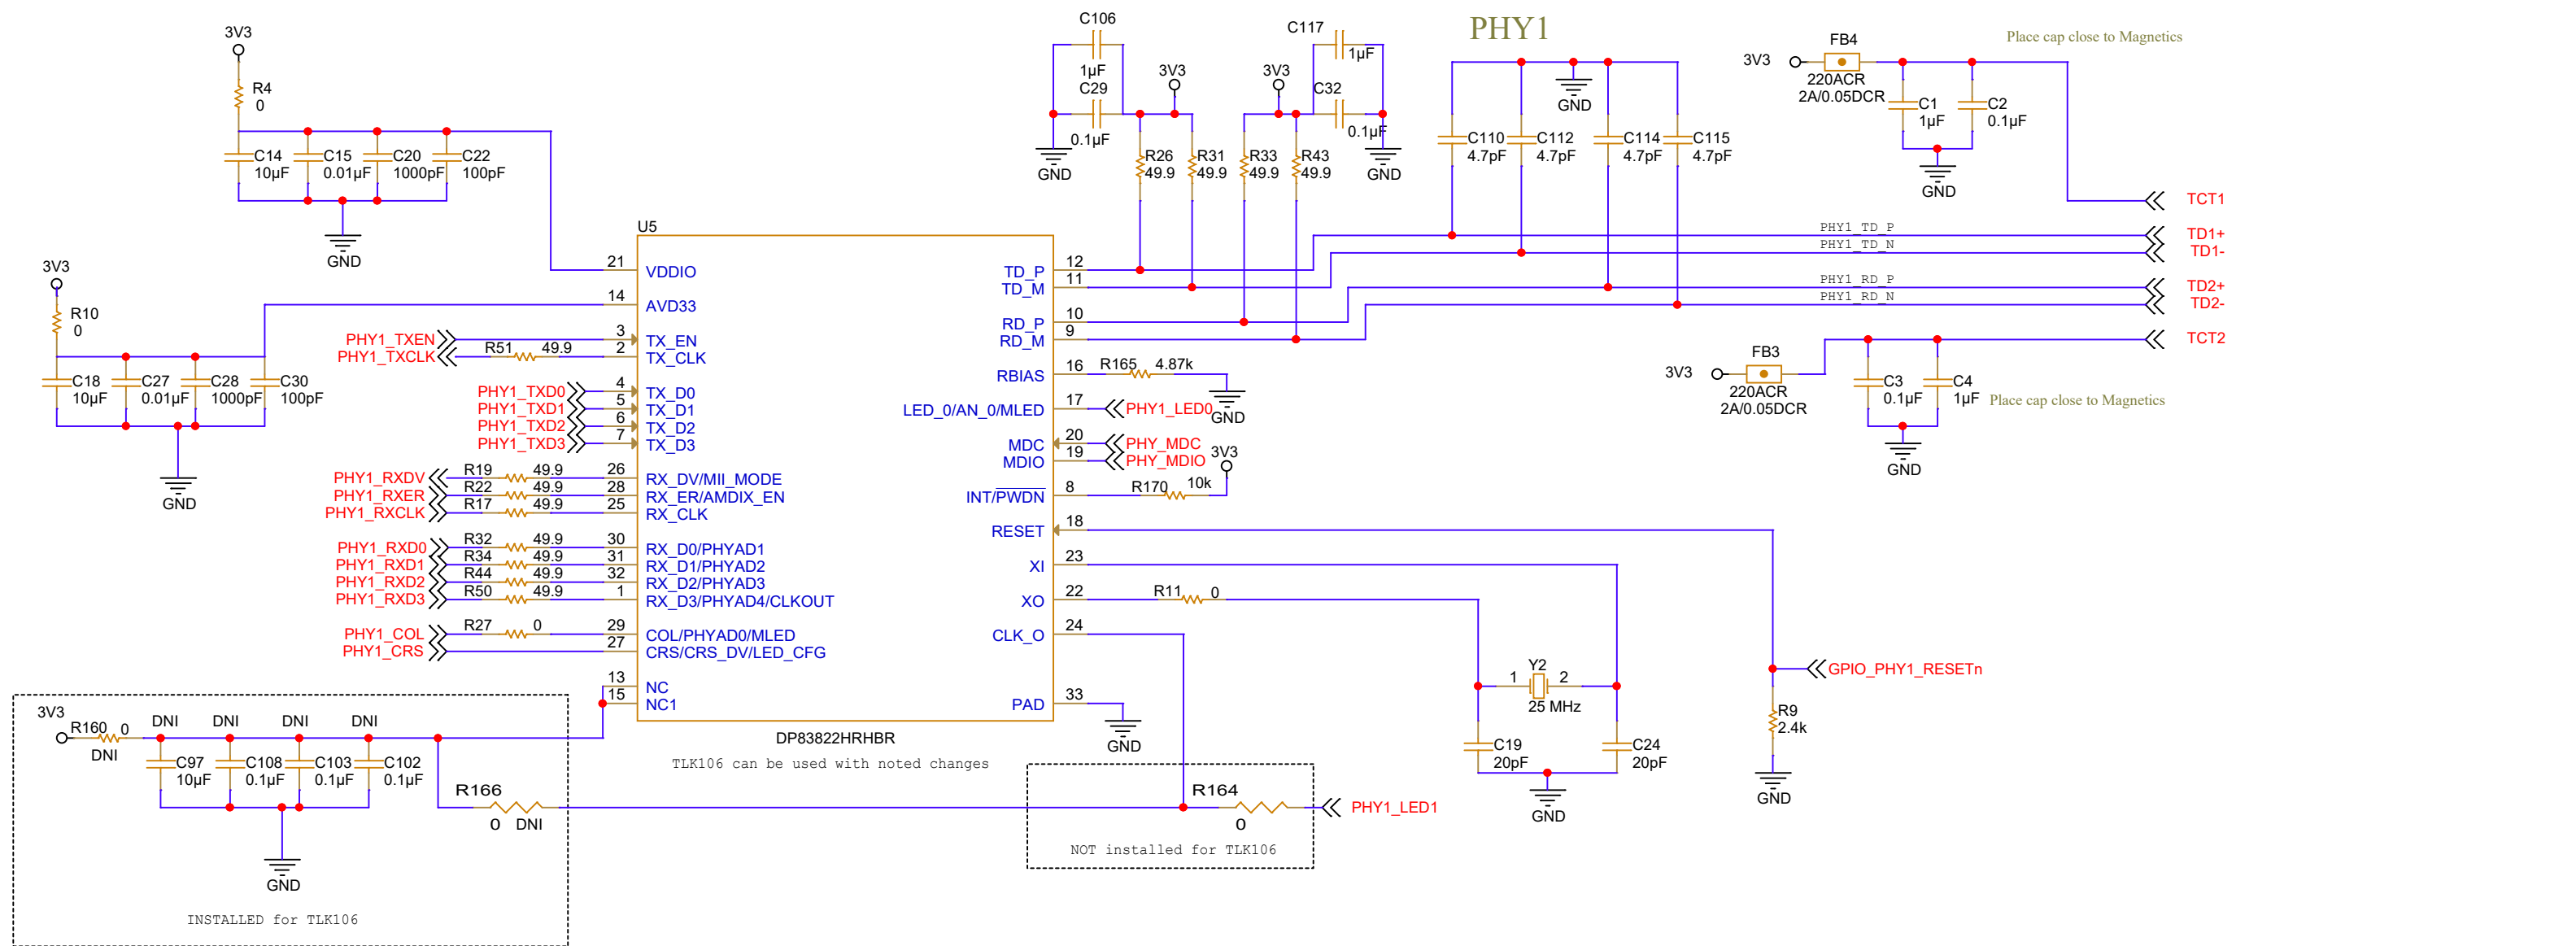 PHY1
3V3
R4
0
C14
10µF
C15
0.01µF
C20
1000pF
C22
100pF
GND
3V3
R10
0
C18
10µF
C27
0.01µF
C28
1000pF
C30
100pF
GND
C106
1µF
C29
0.1µF
GND
3V3
R26
49.9
R31
49.9
3V3
R33
49.9
R43
49.9
C117
1µF
C32
0.1µF
GND
GND
C110
4.7pF
C112
4.7pF
C114
4.7pF
C115
4.7pF
3V3
FB4
220ACR
2A/0.05DCR
Place cap close to Magnetics
C1
1µF
C2
0.1µF
GND
TCT1
PHY1_TD_P
TD1+
PHY1_TD_N
TD1-
PHY1_RD_P
TD2+
PHY1_RD_N
TD2-
TCT2
3V3
FB3
220ACR
2A/0.05DCR
C3
0.1µF
C4
1µF
Place cap close to Magnetics
GND
U5
21 VDDIO
14 AVD33
PHY1_TXEN 3 TX_EN
PHY1_TXCLK R51 49.9 2 TX_CLK
PHY1_TXD0 4 TX_D0
PHY1_TXD1 5 TX_D1
PHY1_TXD2 6 TX_D2
PHY1_TXD3 7 TX_D3
PHY1_RXDV R19 49.9 26 RX_DV/MII_MODE
PHY1_RXER R22 49.9 28 RX_ER/AMDIX_EN
PHY1_RXCLK R17 49.9 25 RX_CLK
PHY1_RXD0 R32 49.9 30 RX_D0/PHYAD1
PHY1_RXD1 R34 49.9 31 RX_D1/PHYAD2
PHY1_RXD2 R44 49.9 32 RX_D2/PHYAD3
PHY1_RXD3 R50 49.9 1 RX_D3/PHYAD4/CLKOUT
PHY1_COL R27 0 29 COL/PHYAD0/MLED
PHY1_CRS 27 CRS/CRS_DV/LED_CFG
13 NC
15 NC1
TD_P 12
TD_M 11
RD_P 10
RD_M 9
RBIAS 16 R165 4.87k
GND
LED_0/AN_0/MLED 17 PHY1_LED0
MDC 20 PHY_MDC
MDIO 19 PHY_MDIO
3V3
INT/PWDN 8 R170 10k
RESET 18
XI 23
XO 22 R11 0
CLK_O 24
PAD 33
GND
DP83822HRHBR
TLK106 can be used with noted changes
Y2
1 2
25 MHz
C19
20pF
C24
20pF
GND
GPIO_PHY1_RESETn
R9
2.4k
GND
3V3
R160 0
DNI
DNI
DNI
DNI
DNI
C97
10µF
C108
0.1µF
C103
0.1µF
C102
0.1µF
GND
R166
0 DNI
INSTALLED for TLK106
R164
0
PHY1_LED1
NOT installed for TLK106